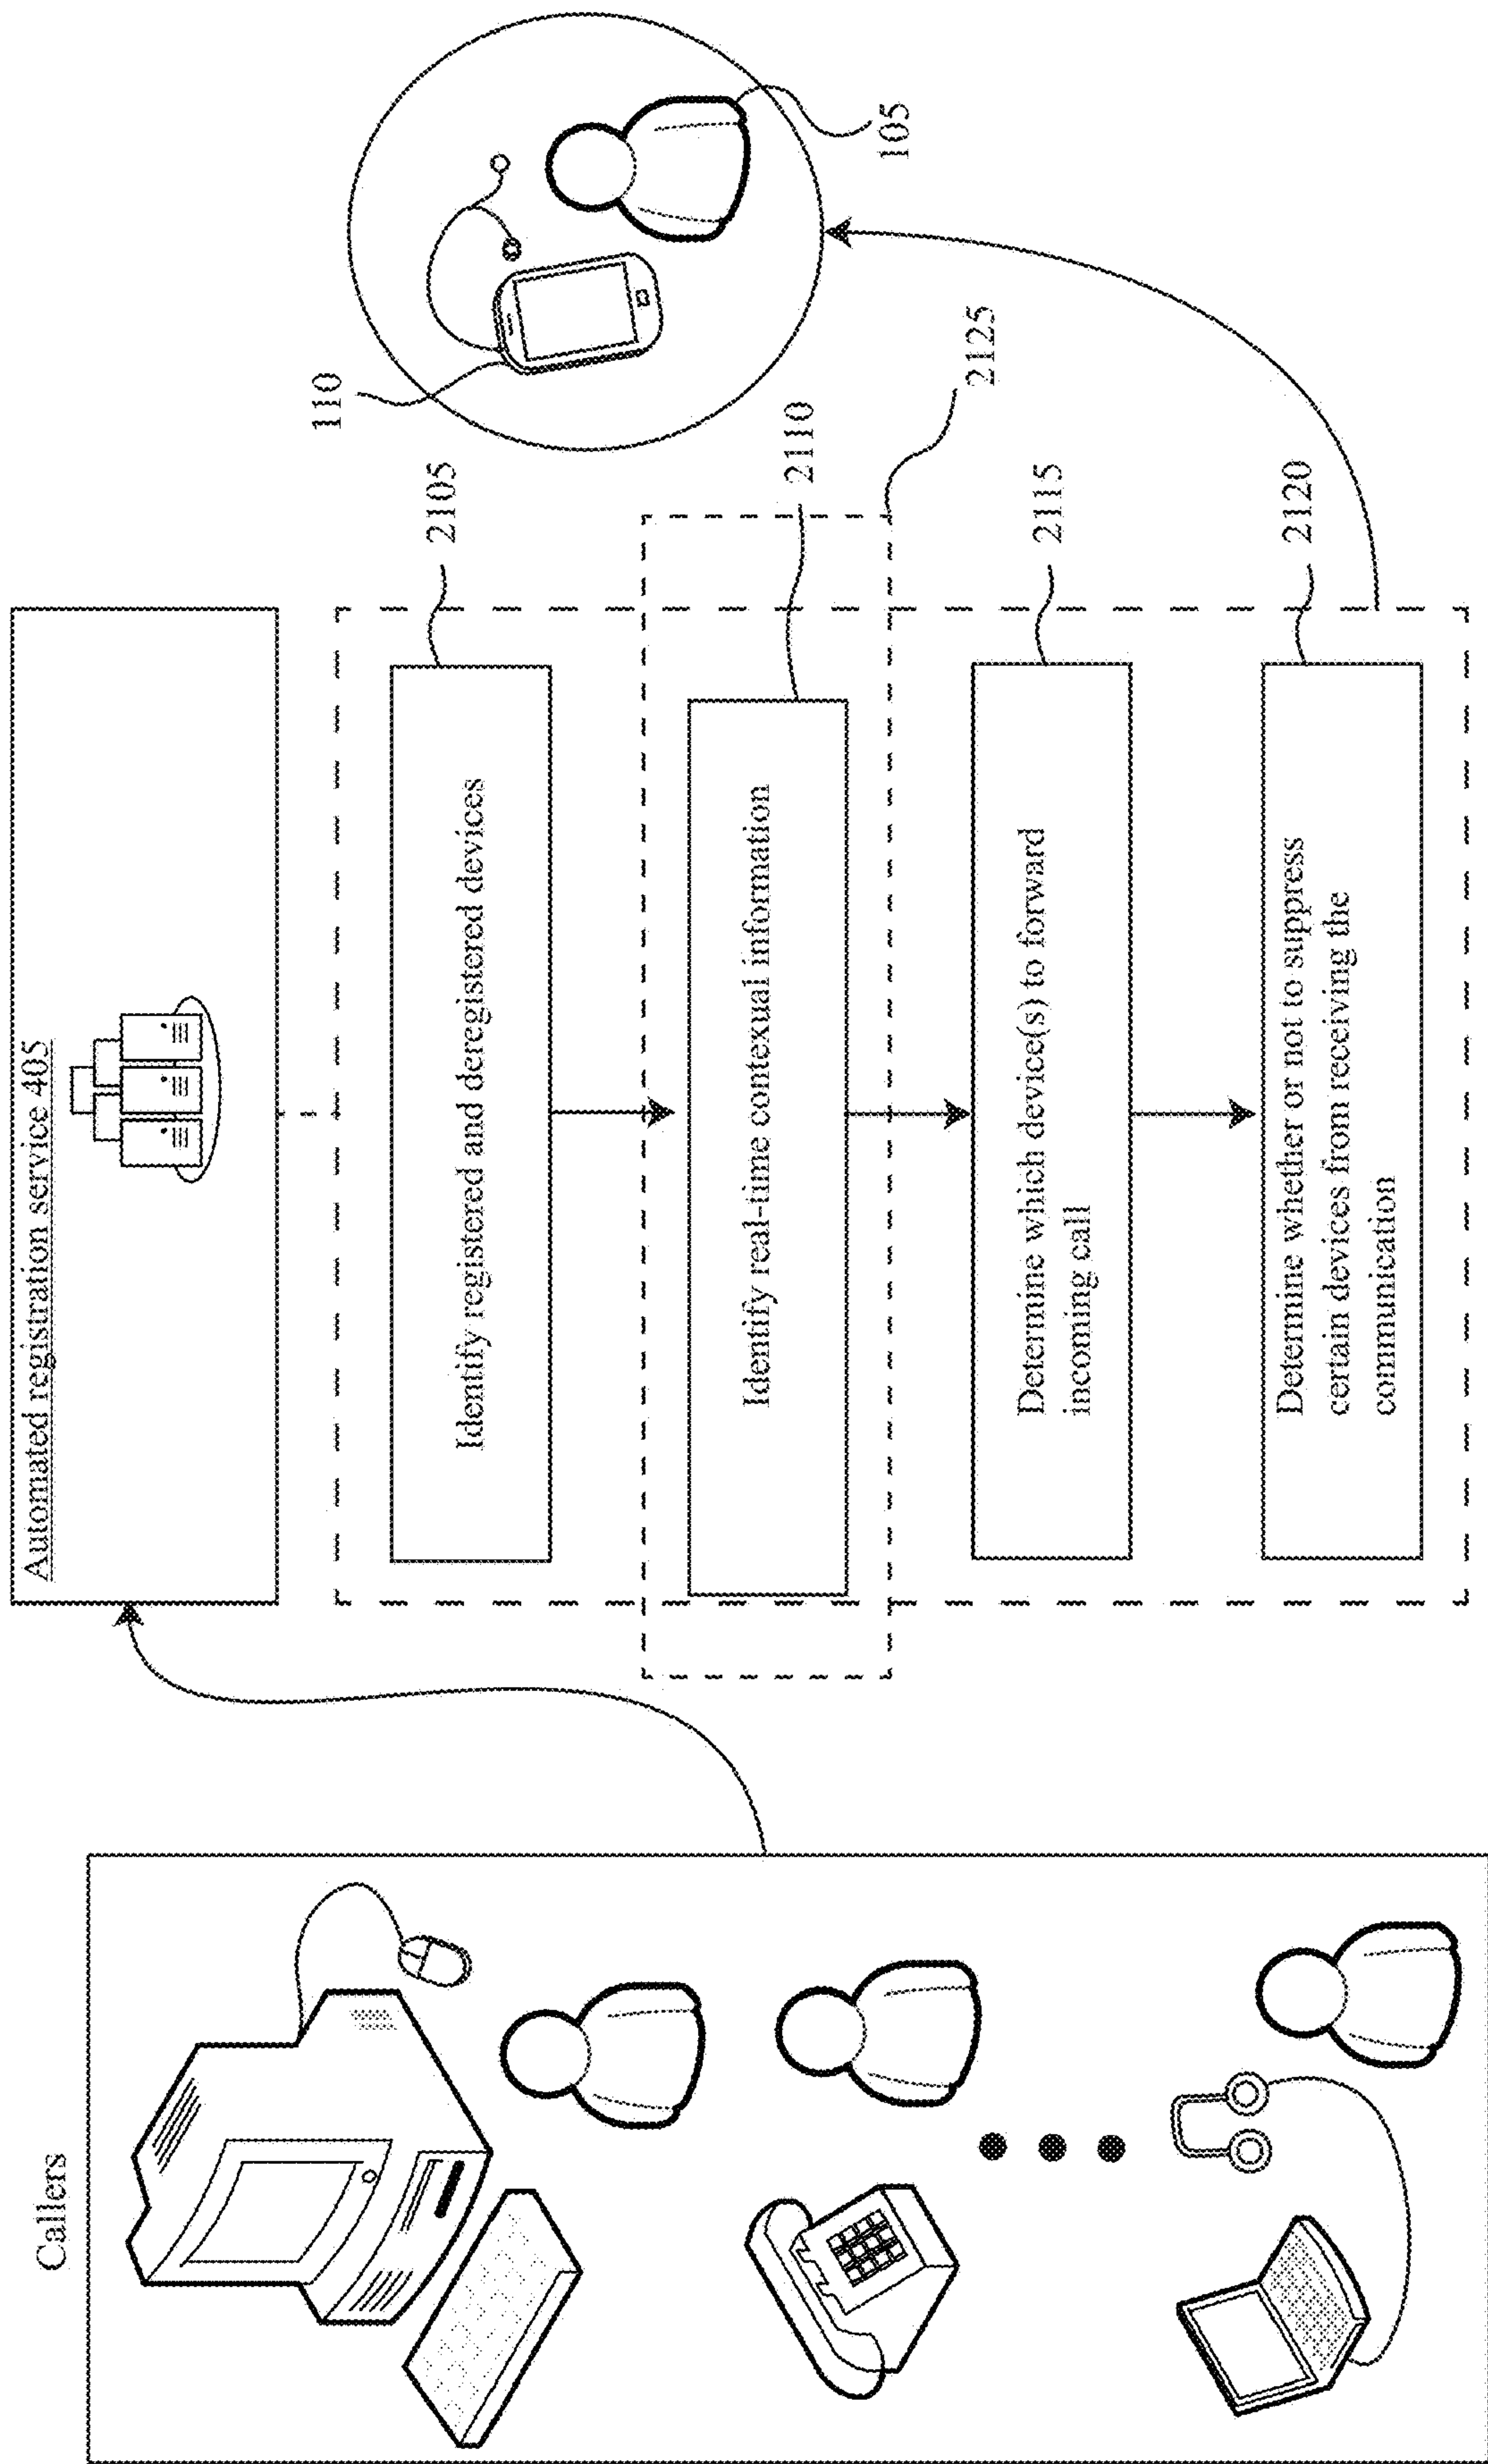 Callers
Automated registration service 405
Identify registered and deregistered devices
2105
Identify real-time contexual information
2110
2125
Determine which device(s) to forward
incoming call
2115
Determine whether or not to suppress
certain devices from receiving the
communication
2120
110
105